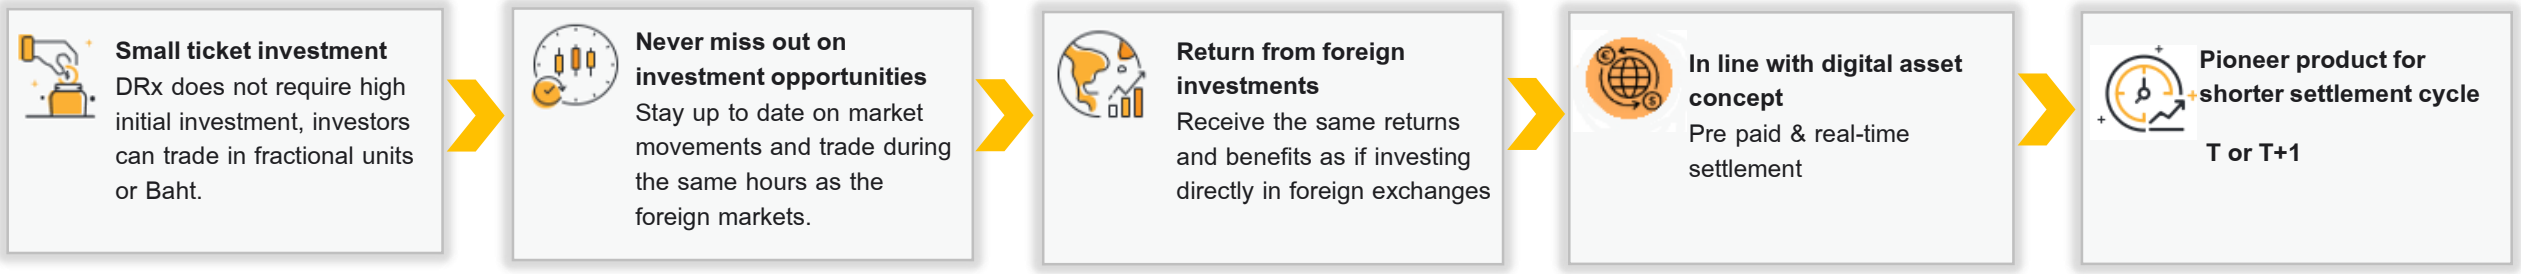 Small ticket investment
DRx does not require high
initial investment, investors
can trade in fractional units
or Baht.
Never miss out on
investment opportunities
Stay up to date on market
movements and trade during
the same hours as the
foreign markets.
Return from foreign
investments
Receive the same returns
and benefits as if investing
directly in foreign exchanges
In line with digital asset
concept
Pre paid & real-time
settlement
Pioneer product for
shorter settlement cycle
T or T+1